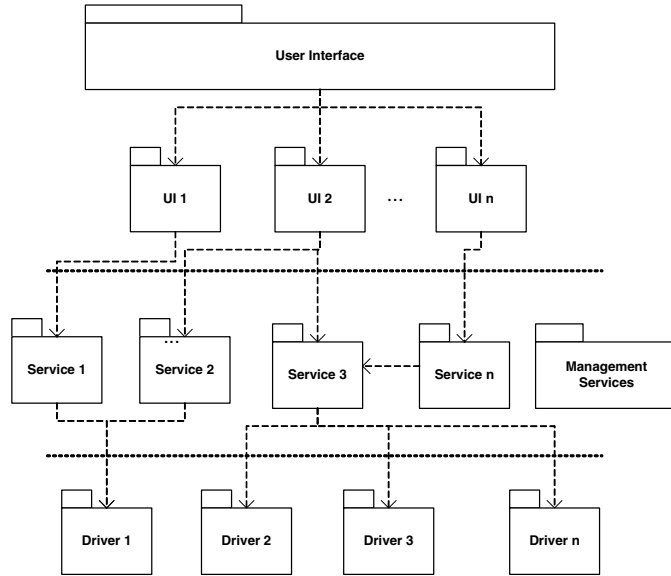 User Interface
UI 1
UI 2
...
UI n
...
Service 1
Service 2
Service 3
Service n
Management
Services
Driver 1
Driver 2
Driver 3
Driver n